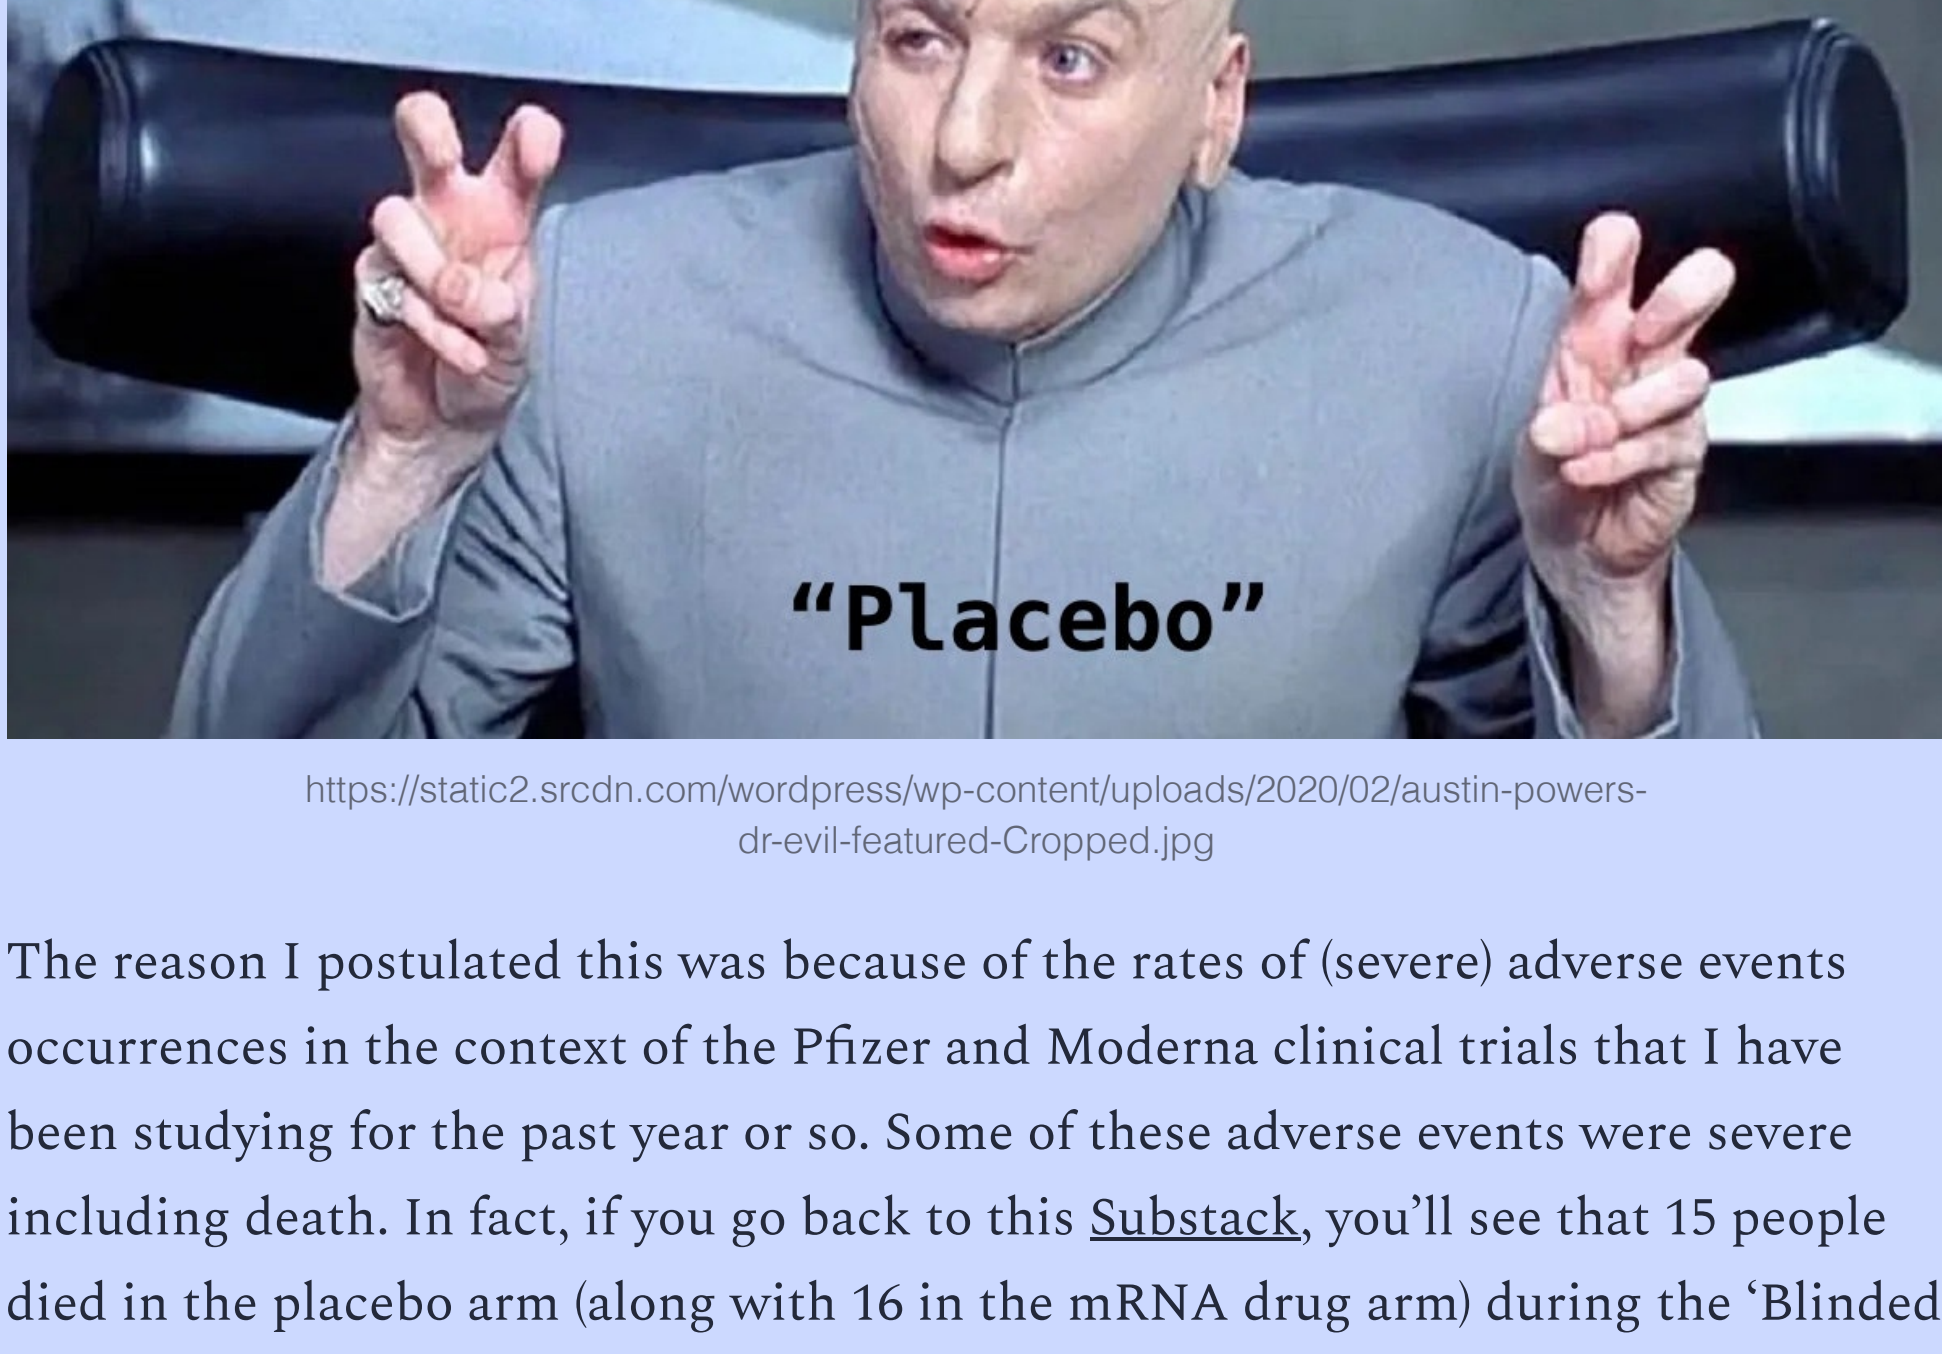 “Placebo”
https://static2.srcdn.com/wordpress/wp-content/uploads/2020/02/austin-powers-
dr-evil-featured-Cropped.jpg
The reason I postulated this was because of the rates of (severe) adverse events
occurrences in the context of the Pfizer and Moderna clinical trials that I have
been studying for the past year or so. Some of these adverse events were severe
including death. In fact, if you go back to this Substack, you’ll see that 15 people
died in the placebo arm (along with 16 in the mRNA drug arm) during the ‘Blinded